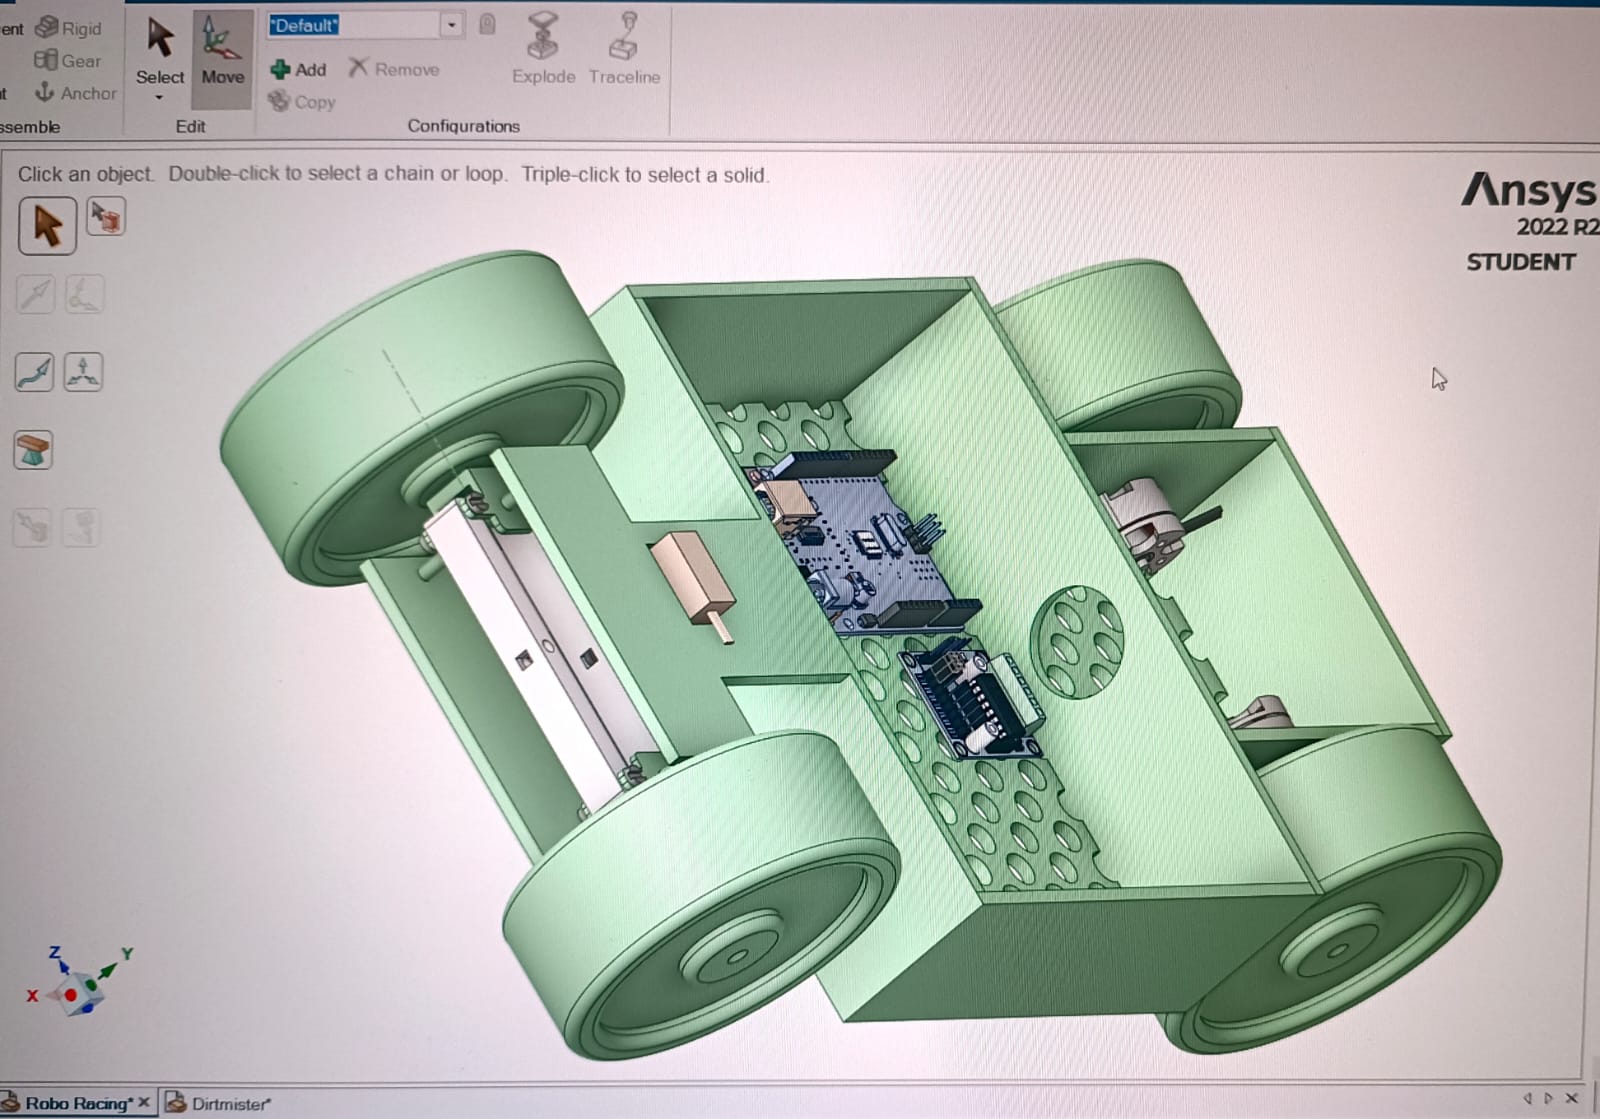 ent Rigid
Gear
t Anchor
ssemble
Select
Move
Edit
*Default*
Add
Remove
Copy
Explode
Traceline
Configurations
Click an object. Double-click to select a chain or loop. Triple-click to select a solid.
Ansys
2022 R2
STUDENT
Z
Y
X
Robo Racing*
Dirtmister*